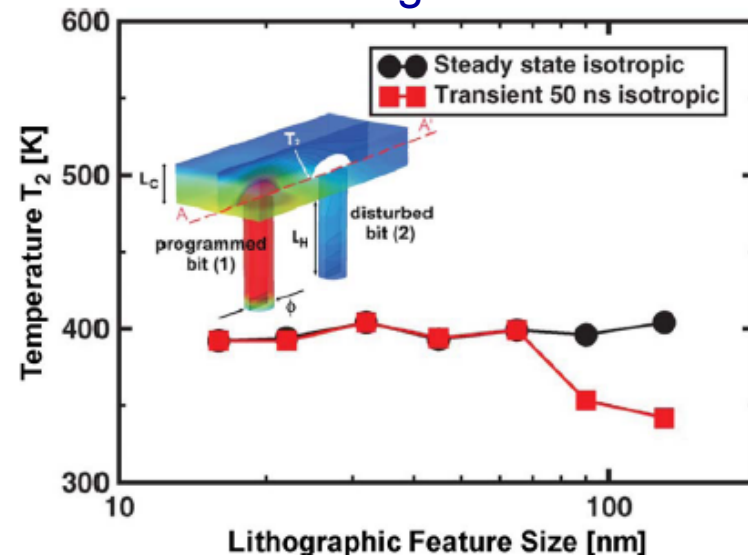 g
600
500
400
300
Temperature T2 [K]
Steady state isotropic
Transient 50 ns isotropic
T2
A'
LC
A
LH
programmed
bit (1)
disturbed
bit (2)
ϕ
10
100
Lithographic Feature Size [nm]